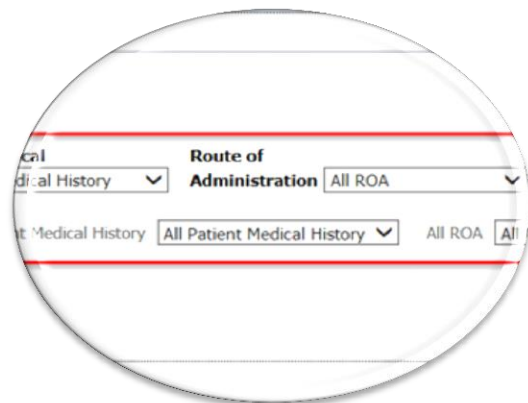 cal Route of
dical History Administration All ROA
t Medical History All Patient Medical History All ROA All